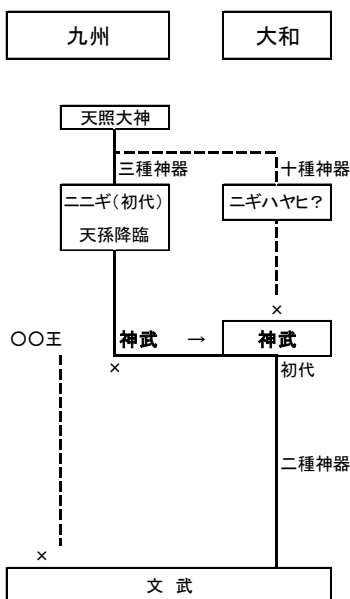 九州
大和
天照大神
三種神器
十種神器
ニニギ(初代)
天孫降臨
ニギハヤヒ?
×
〇〇王
神武 → 神武
×
初代
二種神器
×
文 武